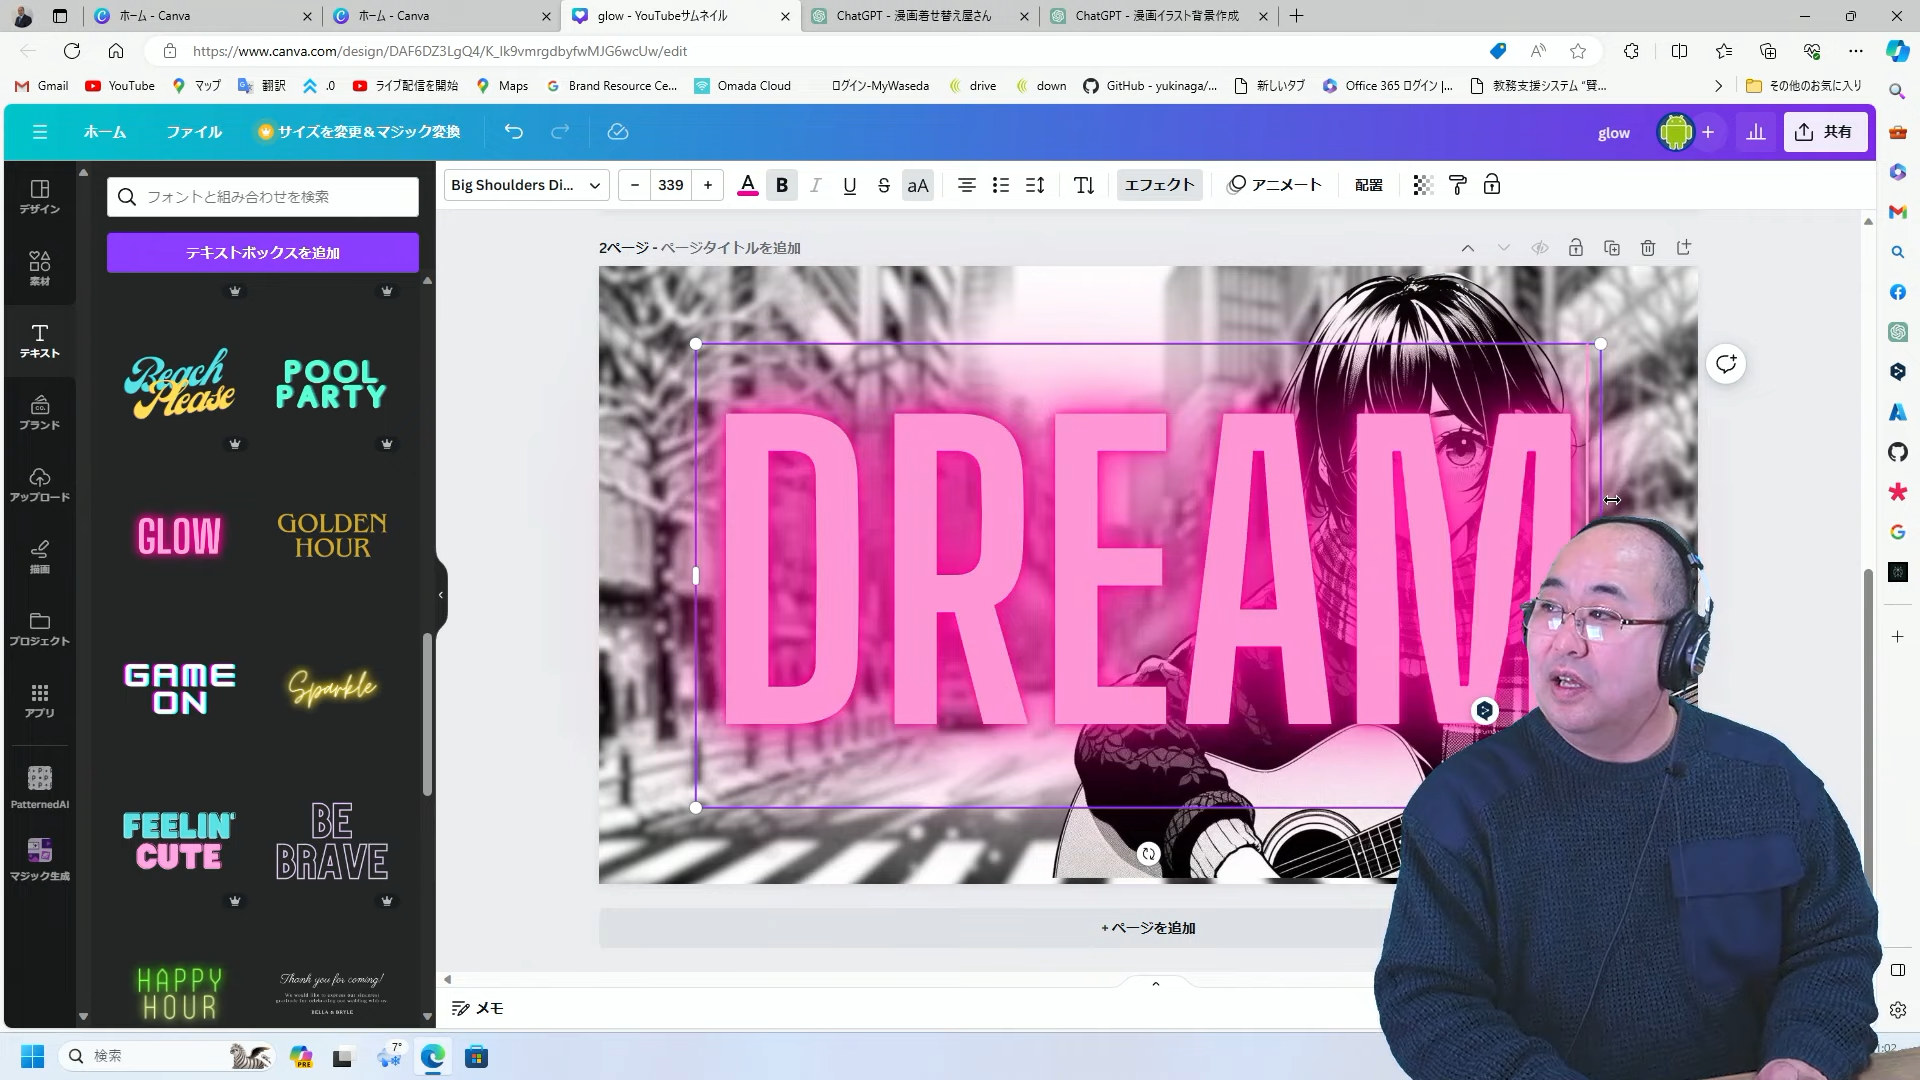 ホーム - Canva
ホーム - Canva
glow - YouTubeサムネイル
ChatGPT - 漫画着せ替え屋さん
ChatGPT - 漫画イラスト背景作成
https://www.canva.com/design/DAF6DZ3LgQ4/K_lk9vmrgdbyfwMJG6wcUw/edit
Gmail
YouTube
マップ
翻訳
.0
ライブ配信を開始
Maps
Brand Resource Ce...
Omada Cloud
ログイン-MyWaseda
drive
down
GitHub - yukinaga/...
新しいタブ
Office 365 ログイン |...
教務支援システム “賢...
その他のお気に入り
ホーム
ファイル
サイズを変更＆マジック変換
glow
共有
デザイン
素材
テキスト
ブランド
アップロード
描画
プロジェクト
アプリ
PatternedAI
マジック生成
フォントと組み合わせを検索
テキストボックスを追加
Beach Please
POOL PARTY
GLOW
GOLDEN HOUR
GAME ON
Sparkle
FEELIN' CUTE
BE BRAVE
HAPPY HOUR
Thank you for coming!
BELLA & BRYLE
Big Shoulders Di...
339
A
B
I
U
S
aA
エフェクト
アニメート
配置
2ページ - ページタイトルを追加
DREAM
+ ページを追加
メモ
検索
PRE
7°